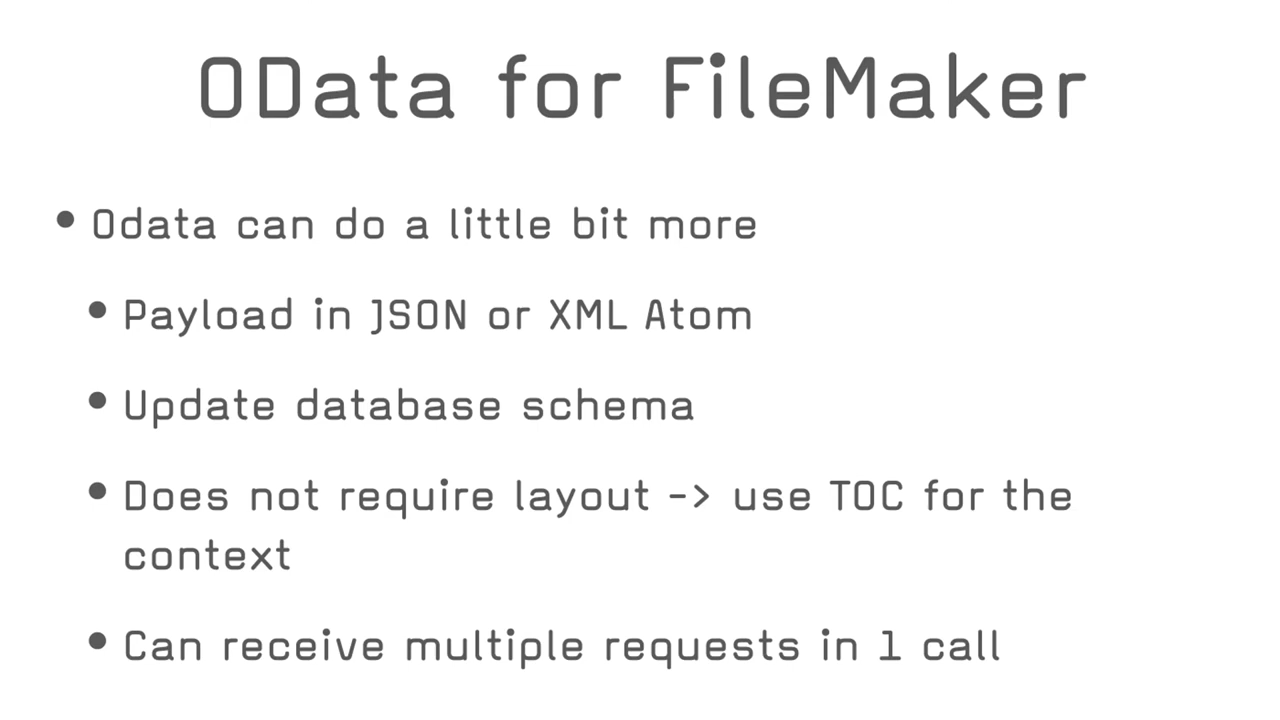 OData for FileMaker
• Odata can do a little bit more
• Payload in JSON or XML Atom
• Update database schema
• Does not require layout -> use TOC for the
context
• Can receive multiple requests in 1 call